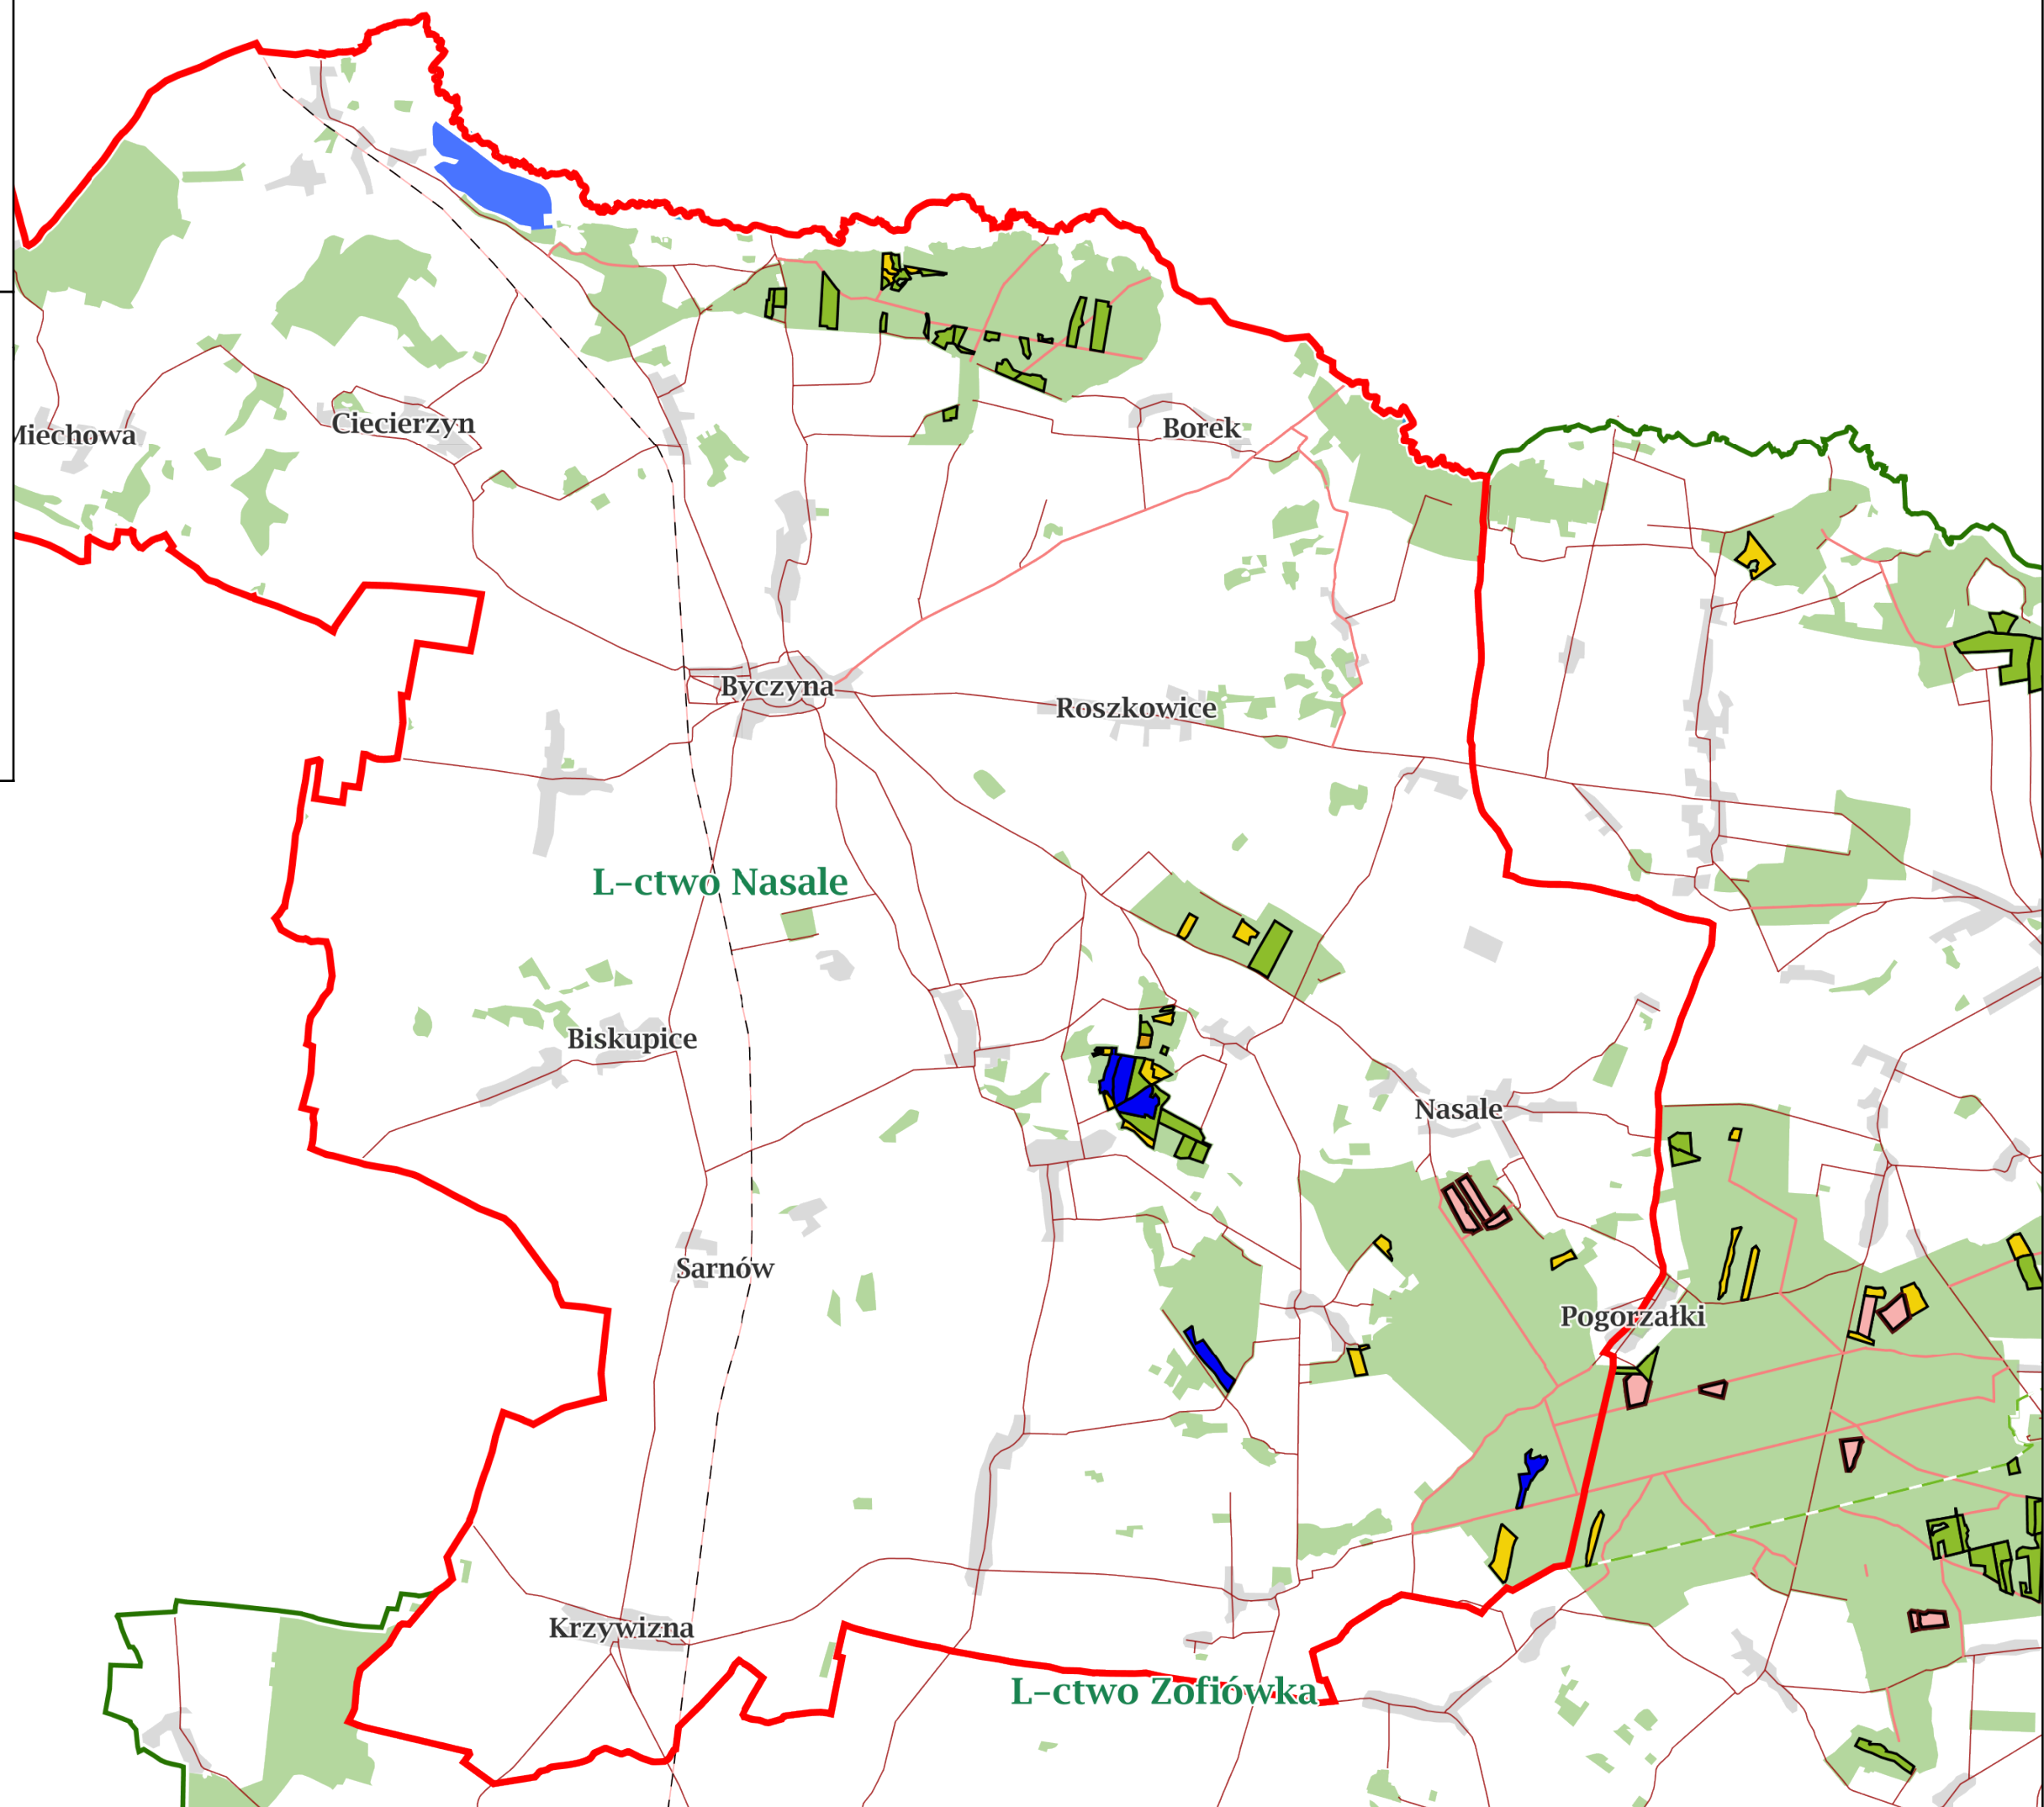 Ciecierzyn
Miechowa
Borek
Byczyna
Roszkowice
L-ctwo Nasale
Biskupice
Nasale
Sarnów
Pogorzałki
Krzywizna
L-ctwo Zofiówka